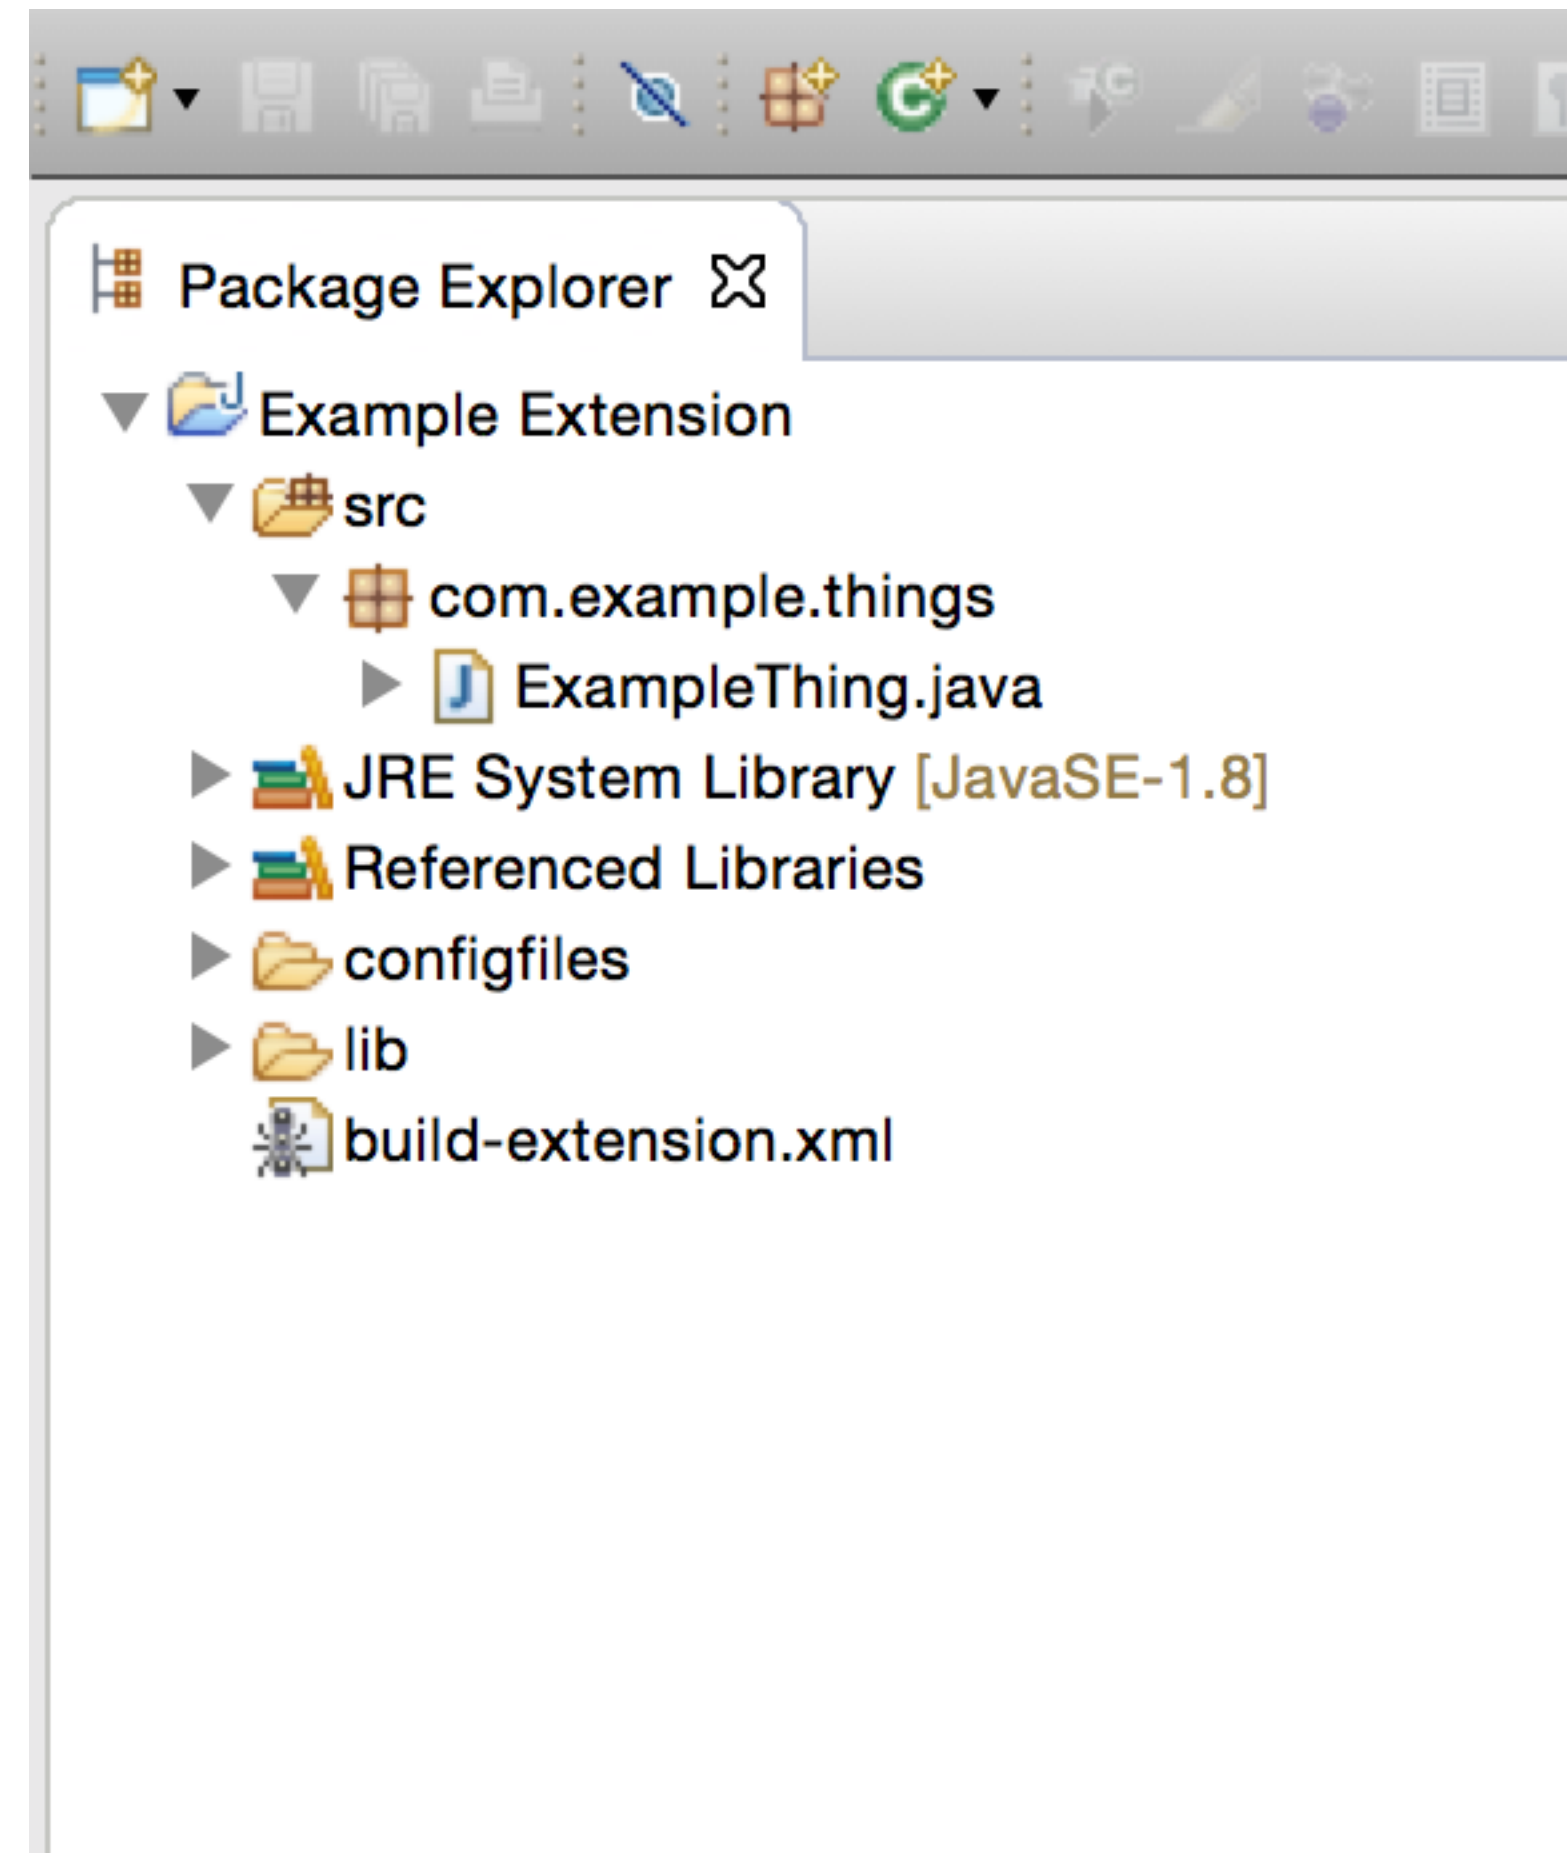 Package Explorer
Example Extension
src
com.example.things
ExampleThing.java
JRE System Library [JavaSE-1.8]
Referenced Libraries
configfiles
lib
build-extension.xml